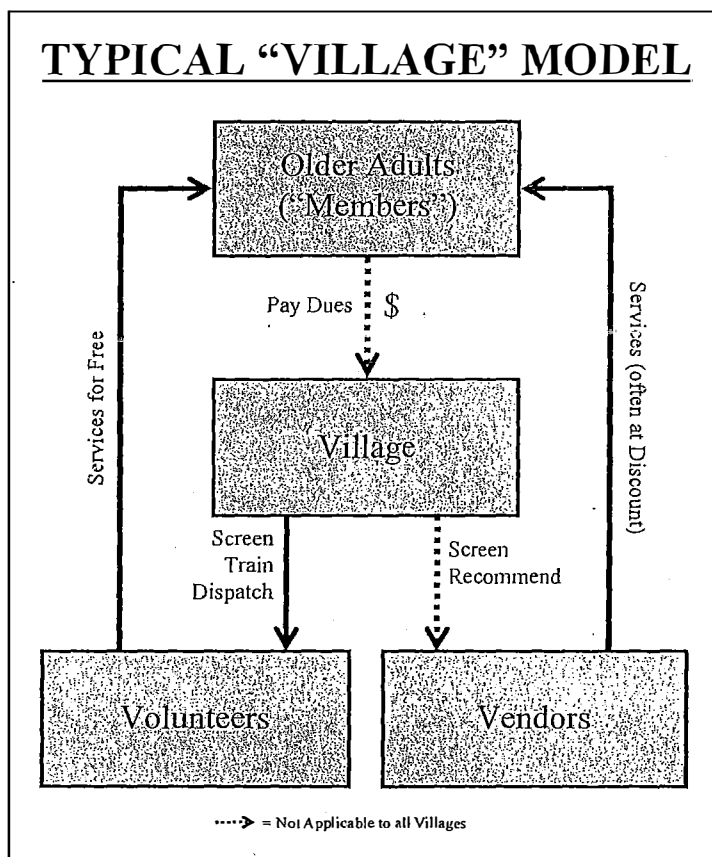 TYPICAL “VILLAGE” MODEL
Older Adults
(“Members”)
Pay Dues $
Services for Free
Services (often at Discount)
Village
Screen
Train
Dispatch
Screen
Recommend
Volunteers
Vendors
= Not Applicable to all Villages